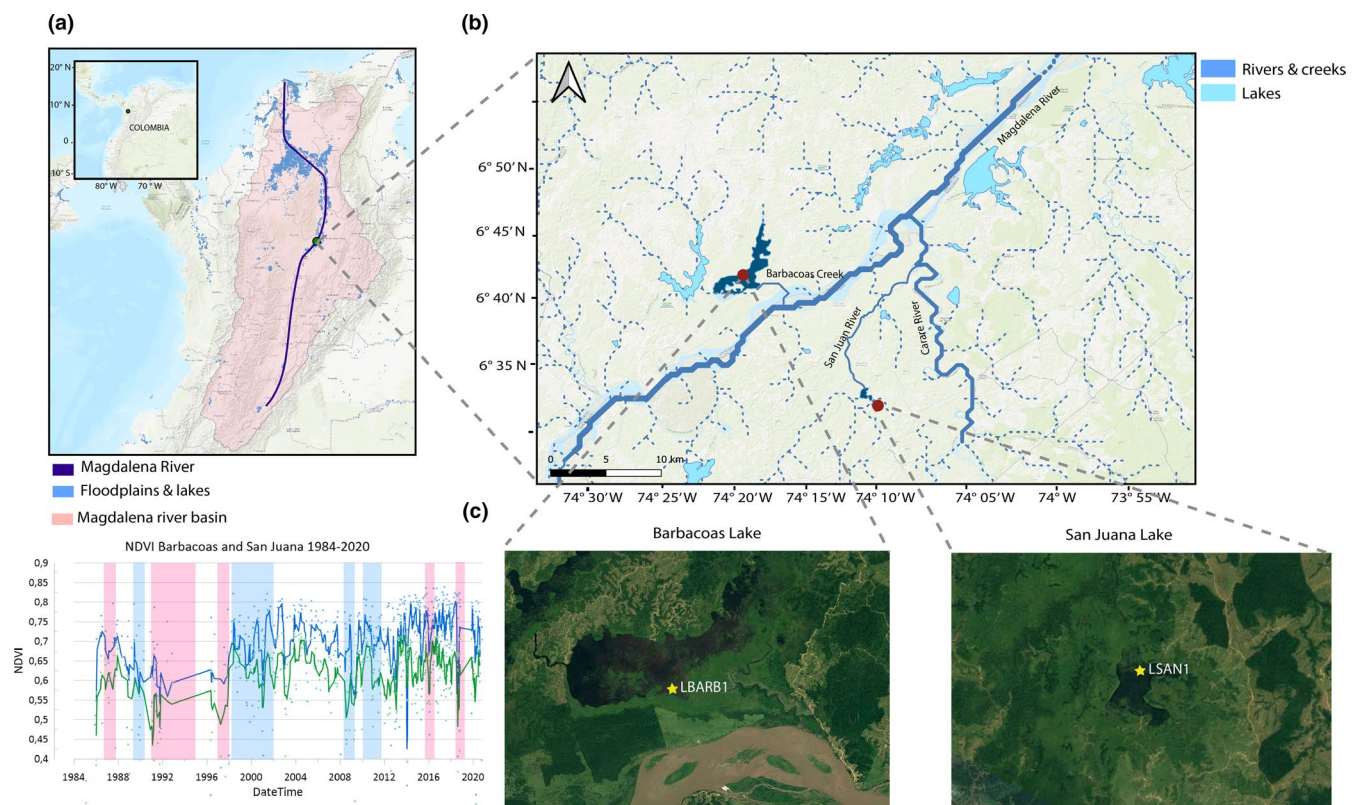 (a)
20° N
10° N
0
10° S
80° W
70° W
COLOMBIA
Magdalena River
Floodplains & lakes
Magdalena river basin
(b)
Rivers & creeks
Lakes
6° 50′ N
6° 45′ N
6° 40′ N
6° 35′ N
Magdalena River
Barbacoas Creek
San Juan River
Carare River
0 5 10 km
74°30′W 74°25′W 74°20′W 74°15′W 74°10′W 74°05′W 74°W 73°55′W
NDVI Barbacoas and San Juana 1984-2020
NDVI
0,9
0,8
0,75
0,7
0,65
0,6
0,55
0,5
0,45
0,4
1984 1988 1992 1996 2000 2004 2008 2012 2016 2020
DateTime
(c)
Barbacoas Lake
LBARB1
San Juana Lake
LSAN1